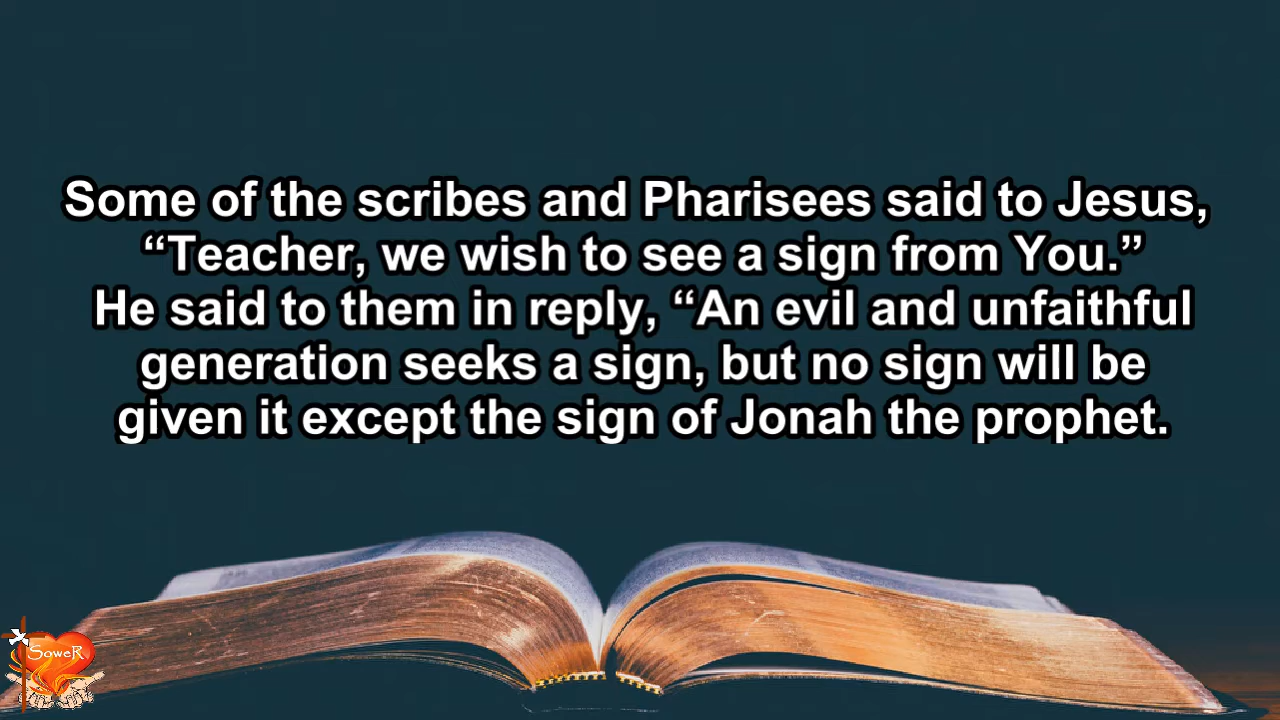 Some of the scribes and Pharisees said to Jesus,
“Teacher, we wish to see a sign from You.”
He said to them in reply, “An evil and unfaithful
generation seeks a sign, but no sign will be
given it except the sign of Jonah the prophet.
SoweR